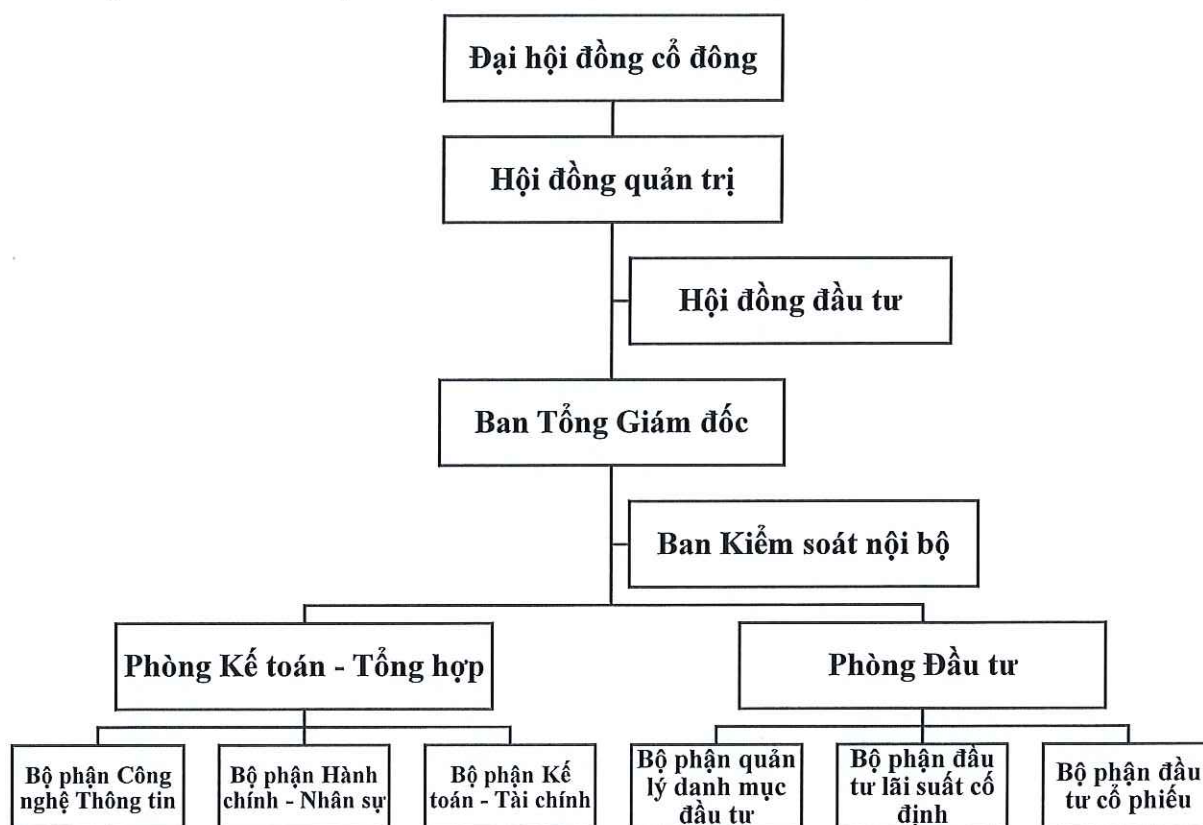 Đại hội đồng cổ đông
Hội đồng quản trị
Hội đồng đầu tư
Ban Tổng Giám đốc
Ban Kiểm soát nội bộ
Phòng Kế toán - Tổng hợp
Phòng Đầu tư
Bộ phận Công
nghệ Thông tin
Bộ phận Hành
chính - Nhân sự
Bộ phận Kế
toán - Tài chính
Bộ phận quản
lý danh mục
đầu tư
Bộ phận đầu
tư lãi suất cố
định
Bộ phận đầu
tư cổ phiếu